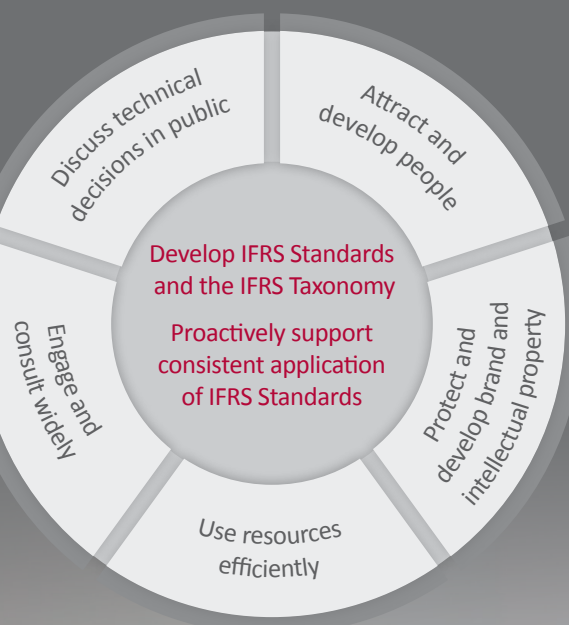 Discuss technical
decisions in public
Attract and
develop people
Develop IFRS Standards
and the IFRS Taxonomy
Proactively support
consistent application
of IFRS Standards
Engage and
consult widely
Protect and
develop brand and
intellectual property
Use resources
efficiently